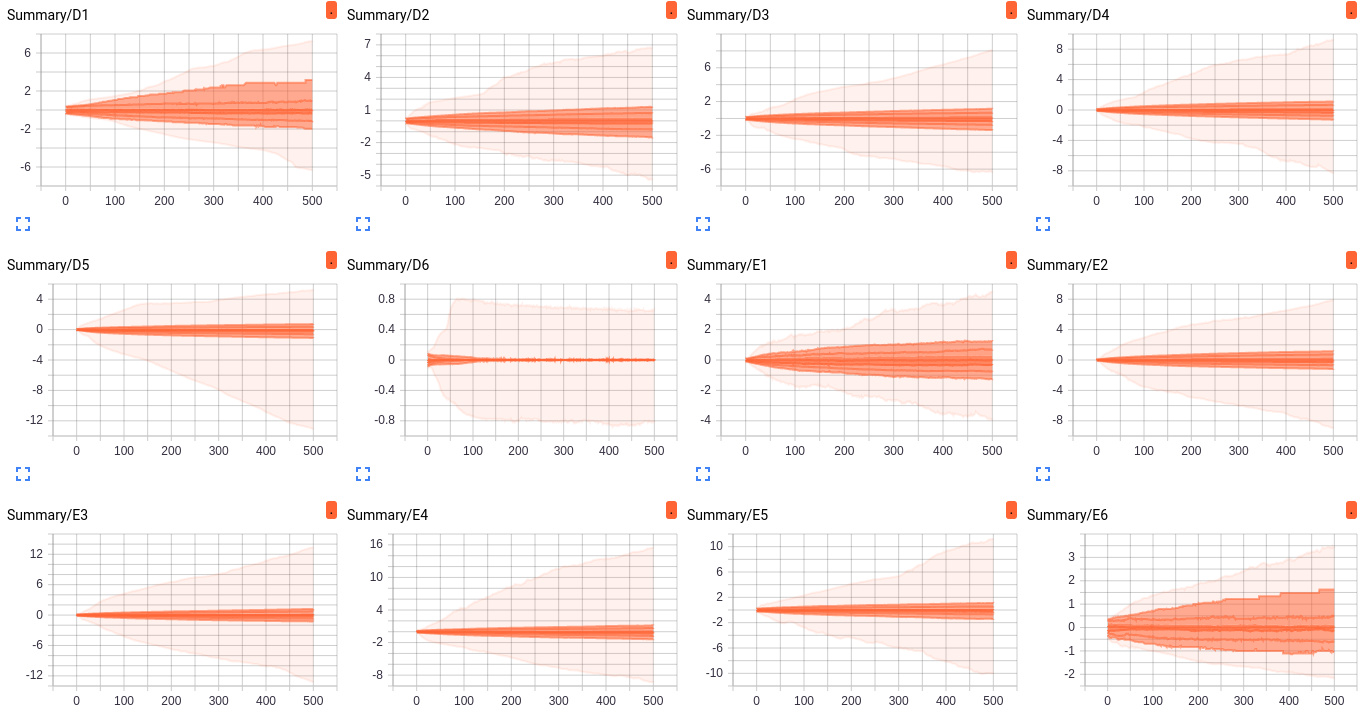 Summary/D1 . Summary/D2 . Summary/D3 . Summary/D4 .
6 2 -2 -6
0 100 200 300 400 500
7 4 1 -2 -5
0 100 200 300 400 500
6 2 -2 -6
0 100 200 300 400 500
8 4 0 -4 -8
0 100 200 300 400 500
Summary/D5 . Summary/D6 . Summary/E1 . Summary/E2 .
4 0 -4 -8 -12
0 100 200 300 400 500
0.8 0.4 0 -0.4 -0.8
0 100 200 300 400 500
4 2 0 -2 -4
0 100 200 300 400 500
8 4 0 -4 -8
0 100 200 300 400 500
Summary/E3 . Summary/E4 . Summary/E5 . Summary/E6 .
12 6 0 -6 -12
0 100 200 300 400 500
16 10 4 -2 -8
0 100 200 300 400 500
10 6 2 -2 -6 -10
0 100 200 300 400 500
3 2 1 0 -1 -2
0 100 200 300 400 500